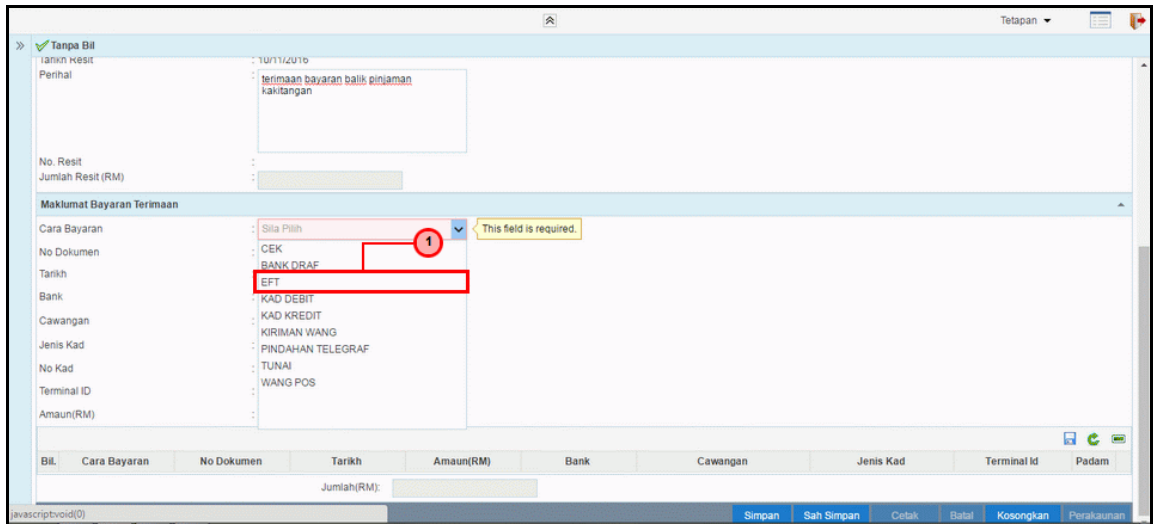 Tetapan
Tanpa Bil
Tarikh Resit : 10/11/2016
Perihal : terimaan bayaran balik pinjaman
kakitangan
No. Resit :
Jumlah Resit (RM) :
Maklumat Bayaran Terimaan
Cara Bayaran : Sila Pilih This field is required.
1
No Dokumen : CEK
BANK DRAF
Tarikh :
EFT
Bank : KAD DEBIT
KAD KREDIT
Cawangan :
KIRIMAN WANG
Jenis Kad : PINDAHAN TELEGRAF
No Kad : TUNAI
WANG POS
Terminal ID :
Amaun(RM) :
Bil. Cara Bayaran No Dokumen Tarikh Amaun(RM) Bank Cawangan Jenis Kad Terminal Id Padam
Jumlah(RM):
javascript:void(0) Simpan Sah Simpan Cetak Batal Kosongkan Perakaunan